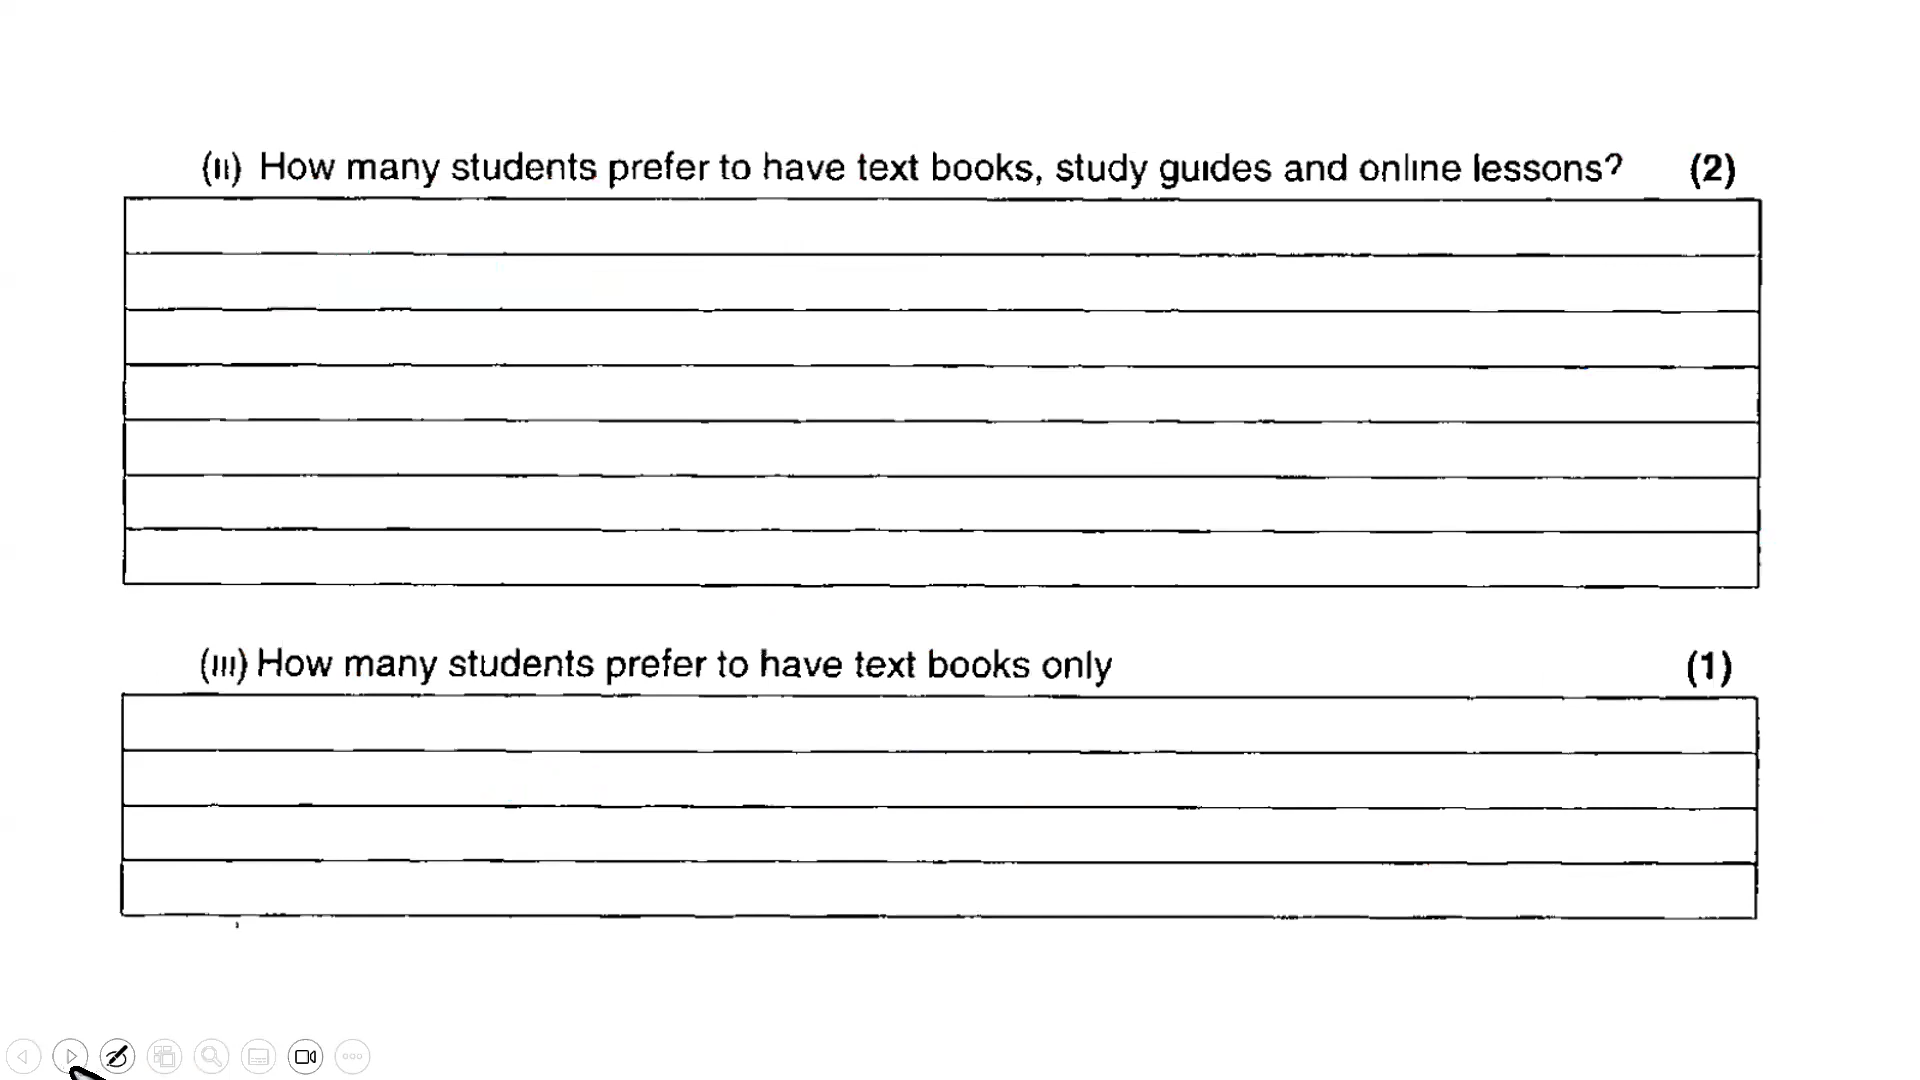 (ii) How many students prefer to have text books, study guides and online lessons? (2)
(iii) How many students prefer to have text books only (1)